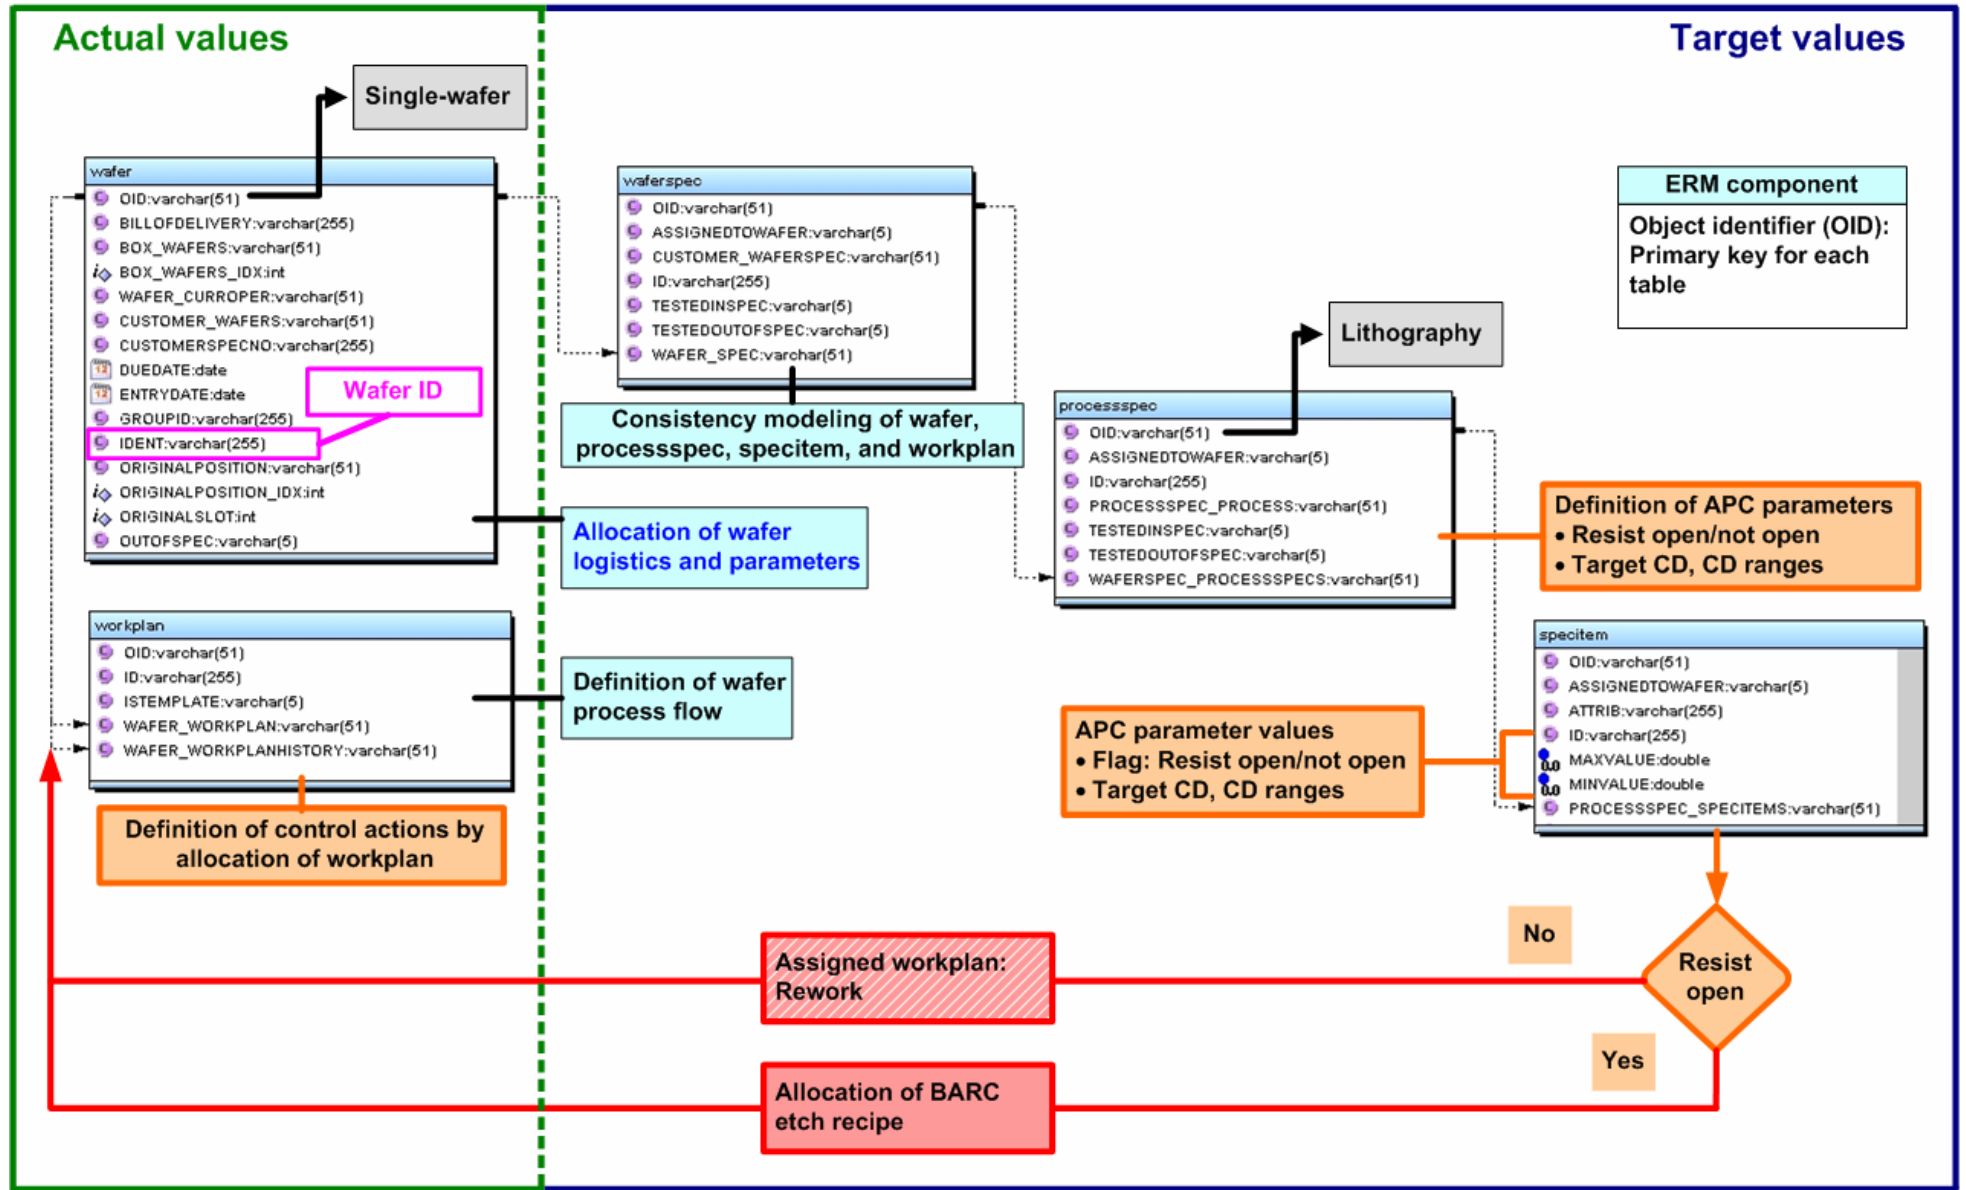 Actual values
Target values
Single-wafer
wafer
OID:varchar(51)
BILLOFDELIVERY:varchar(255)
BOX_WAFERS:varchar(51)
BOX_WAFERS_IDX:int
WAFER_CURROPER:varchar(51)
CUSTOMER_WAFERS:varchar(51)
CUSTOMERSPECNO:varchar(255)
DUEDATE:date
ENTRYDATE:date
GROUPID:varchar(255)
IDENT:varchar(255)
ORIGINALPOSITION:varchar(51)
ORIGINALPOSITION_IDX:int
ORIGINALSLOT:int
OUTOFSPEC:varchar(5)
Wafer ID
waferspec
OID:varchar(51)
ASSIGNEDTOWAFER:varchar(5)
CUSTOMER_WAFERSPEC:varchar(51)
ID:varchar(255)
TESTEDINSPEC:varchar(5)
TESTEDOUTOFSPEC:varchar(5)
WAFER_SPEC:varchar(51)
Consistency modeling of wafer,
processspec, specitem, and workplan
Allocation of wafer
logistics and parameters
ERM component
Object identifier (OID):
Primary key for each
table
Lithography
processspec
OID:varchar(51)
ASSIGNEDTOWAFER:varchar(5)
ID:varchar(255)
PROCESSSPEC_PROCESS:varchar(51)
TESTEDINSPEC:varchar(5)
TESTEDOUTOFSPEC:varchar(5)
WAFERSPEC_PROCESSSPECS:varchar(51)
Definition of APC parameters
• Resist open/not open
• Target CD, CD ranges
workplan
OID:varchar(51)
ID:varchar(255)
ISTEMPLATE:varchar(5)
WAFER_WORKPLAN:varchar(51)
WAFER_WORKPLANHISTORY:varchar(51)
Definition of wafer
process flow
Definition of control actions by
allocation of workplan
specitem
OID:varchar(51)
ASSIGNEDTOWAFER:varchar(5)
ATTRIB:varchar(255)
ID:varchar(255)
MAXVALUE:double
MINVALUE:double
PROCESSSPEC_SPECITEMS:varchar(51)
APC parameter values
• Flag: Resist open/not open
• Target CD, CD ranges
No
Resist
open
Yes
Assigned workplan:
Rework
Allocation of BARC
etch recipe